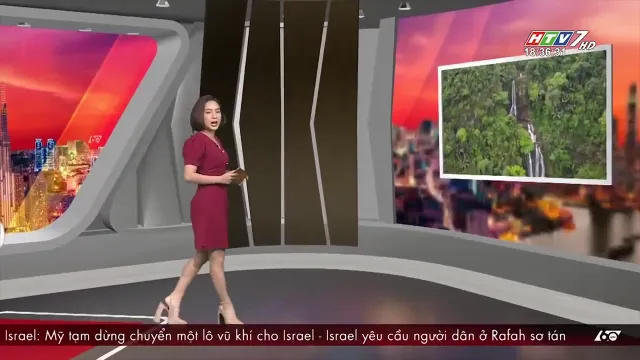 HTV7 HD
18:36:31
Israel: Mỹ tạm dừng chuyển một lô vũ khí cho Israel - Israel yêu cầu người dân ở Rafah sơ tán
60